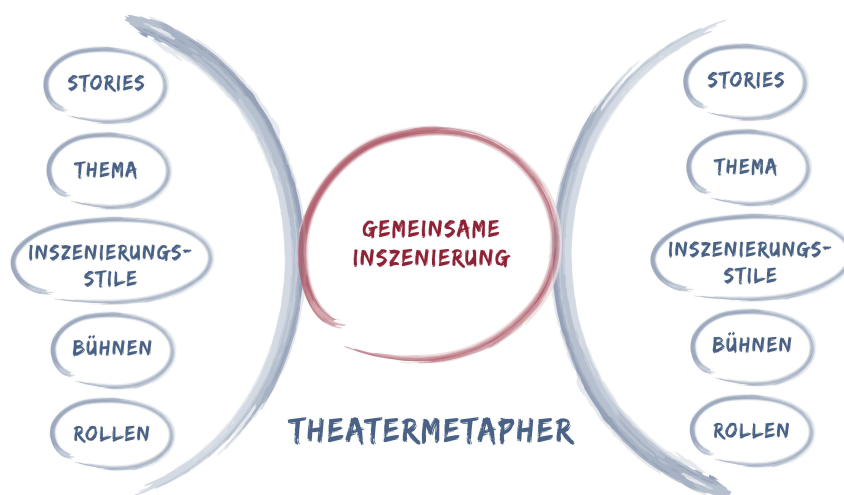 STORIES
THEMA
INSZENIERUNGS-
STILE
BÜHNEN
ROLLEN
GEMEINSAME
INSZENIERUNG
THEATERMETAPHER
STORIES
THEMA
INSZENIERUNGS-
STILE
BÜHNEN
ROLLEN